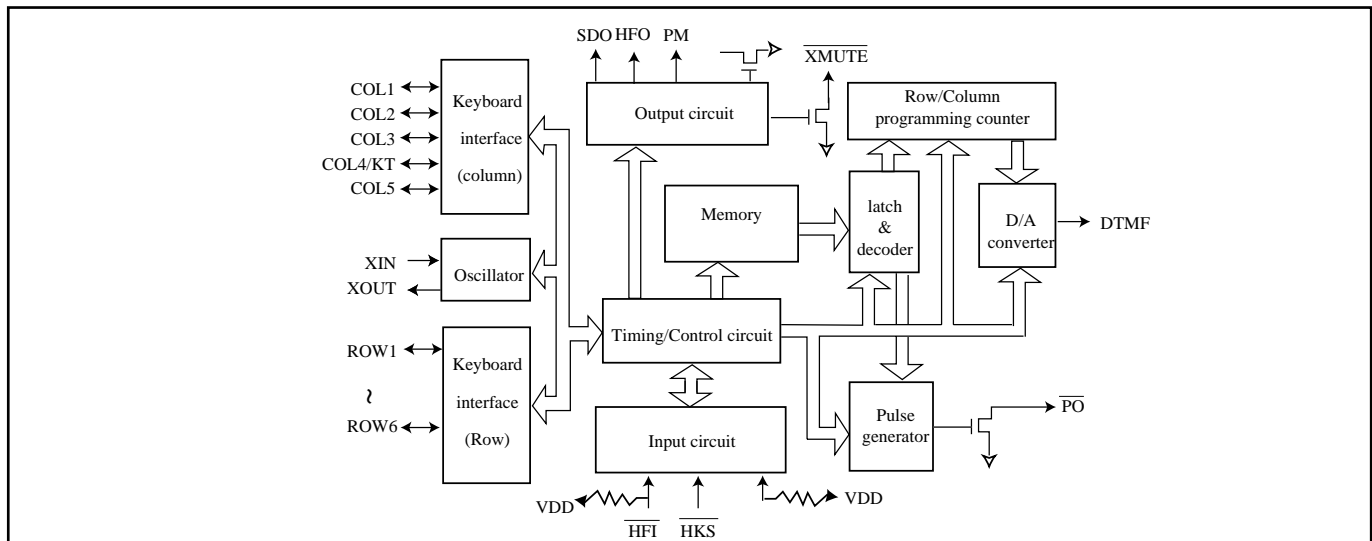 SDO HFO PM
XMUTE
COL1
COL2
COL3
COL4/KT
COL5
Keyboard
interface
(column)
Output circuit
Row/Column
programming counter
Memory
latch
&
decoder
D/A
converter
DTMF
XIN
XOUT
Oscillator
Timing/Control circuit
ROW1
~
ROW6
Keyboard
interface
(Row)
Input circuit
Pulse
generator
PO
VDD
VDD
HFI
HKS